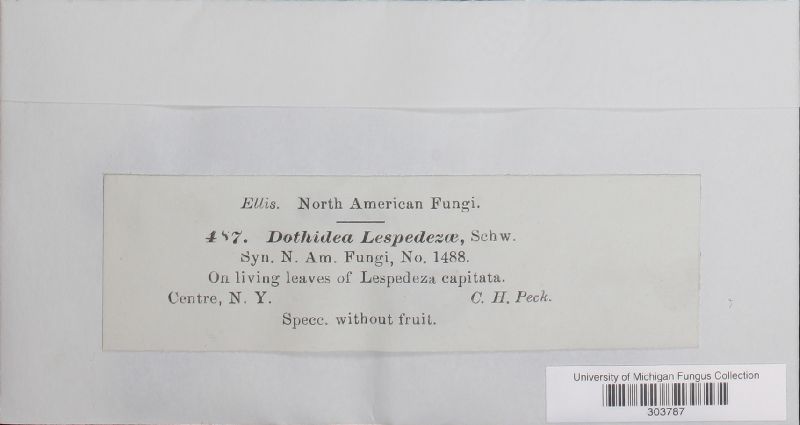 Ellis. North American Fungi.
487. Dothidea Lespedezæ, Schw.
Syn. N. Am. Fungi, No. 1488.
On living leaves of Lespedeza capitata.
Centre, N. Y. C. H. Peck.
Specc. without fruit.
University of Michigan Fungus Collection
303787